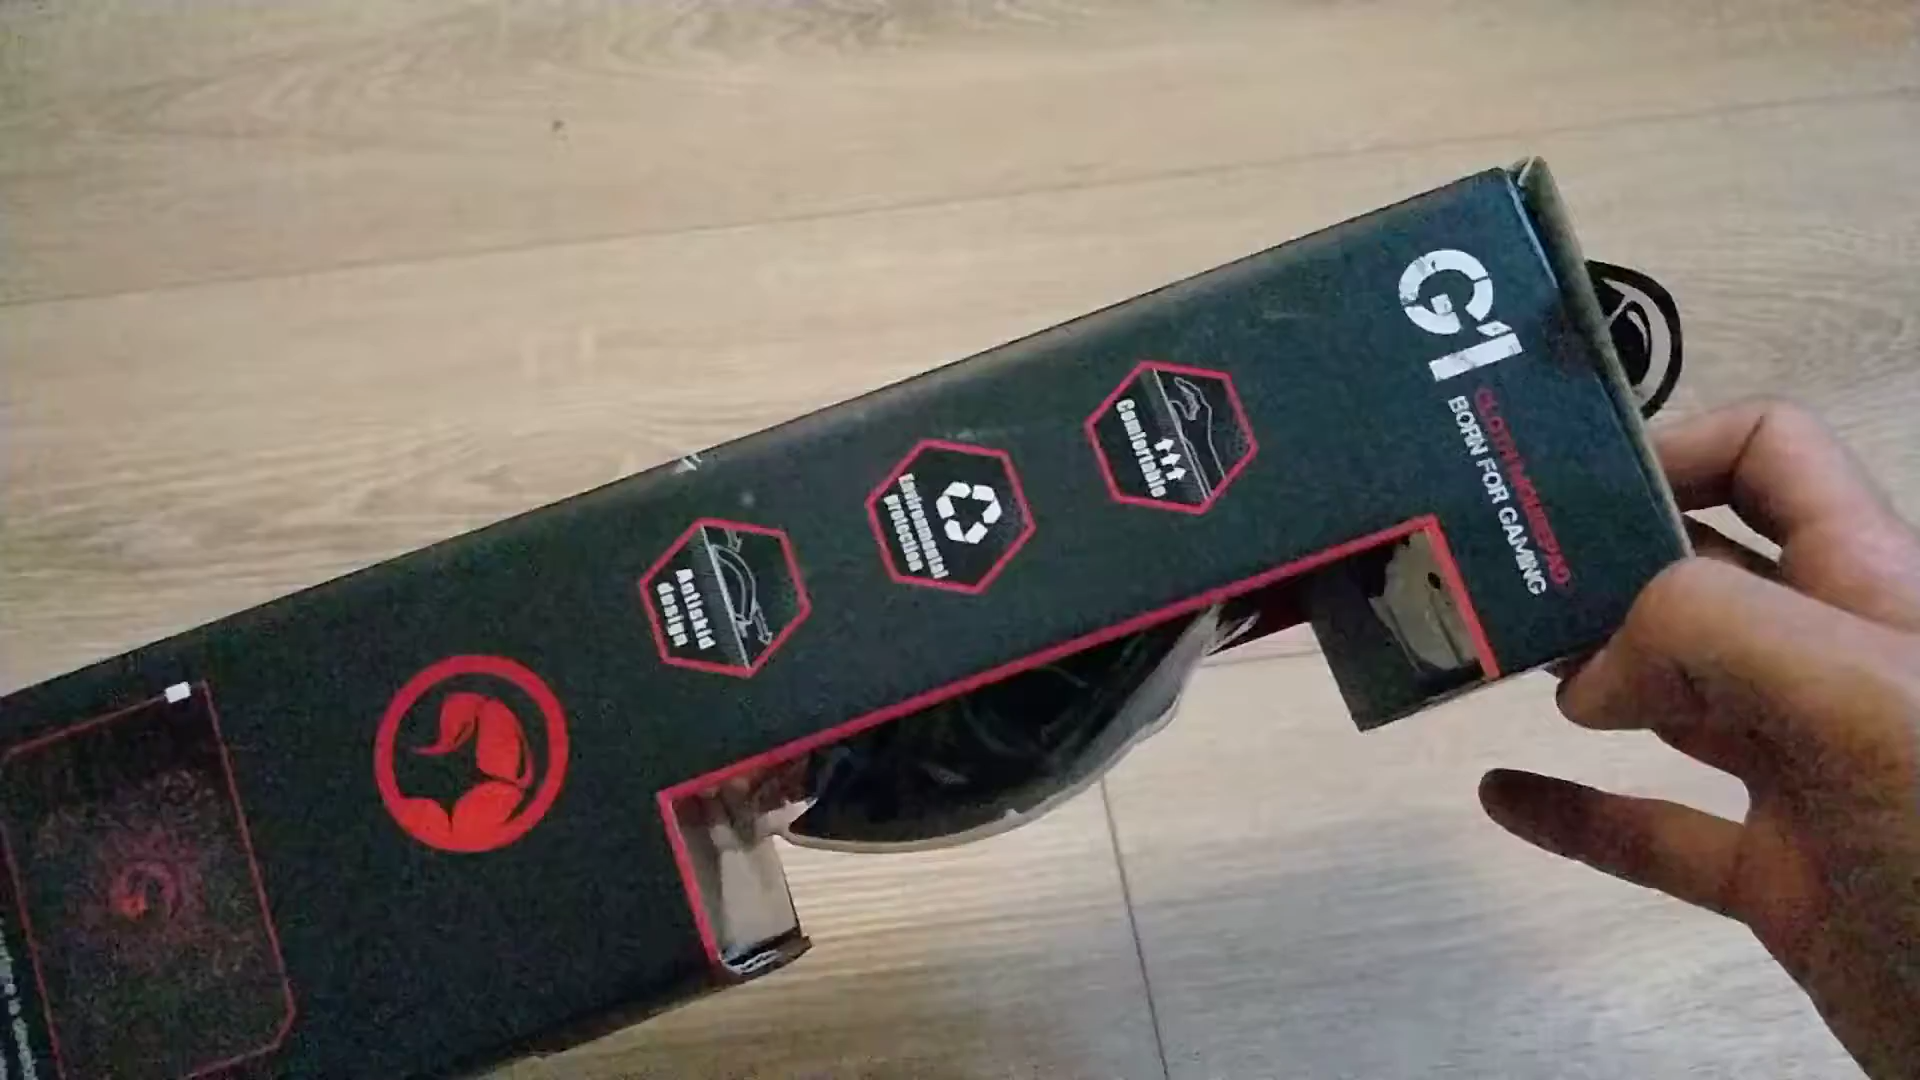 G1
CLOTH MOUSEPAD
BORN FOR GAMING
Comfortable
Environmental
protection
Antiskid
design